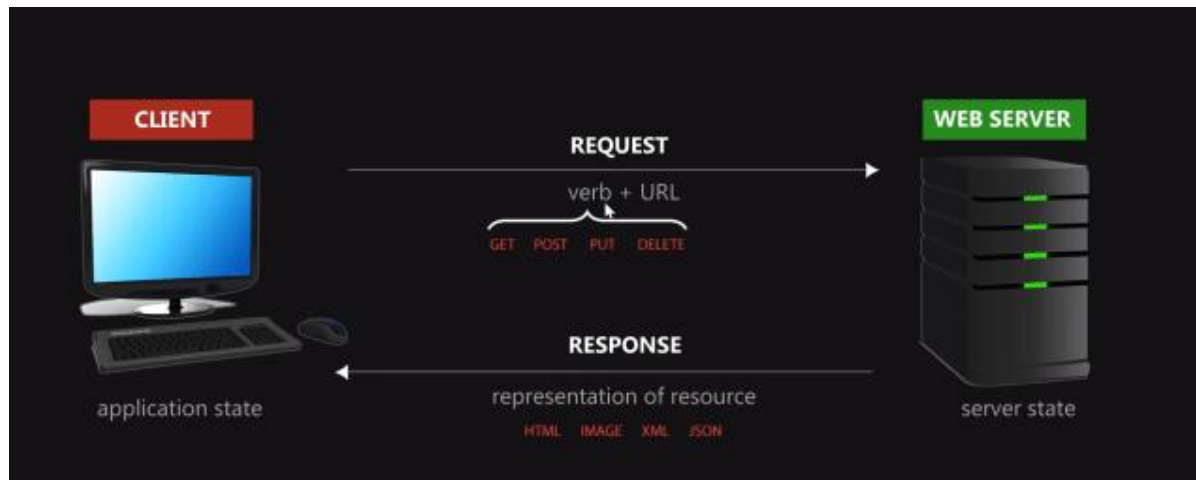 CLIENT
WEB SERVER
REQUEST
verb + URL
GET POST PUT DELETE
RESPONSE
representation of resource
HTML IMAGE XML JSON
application state
server state